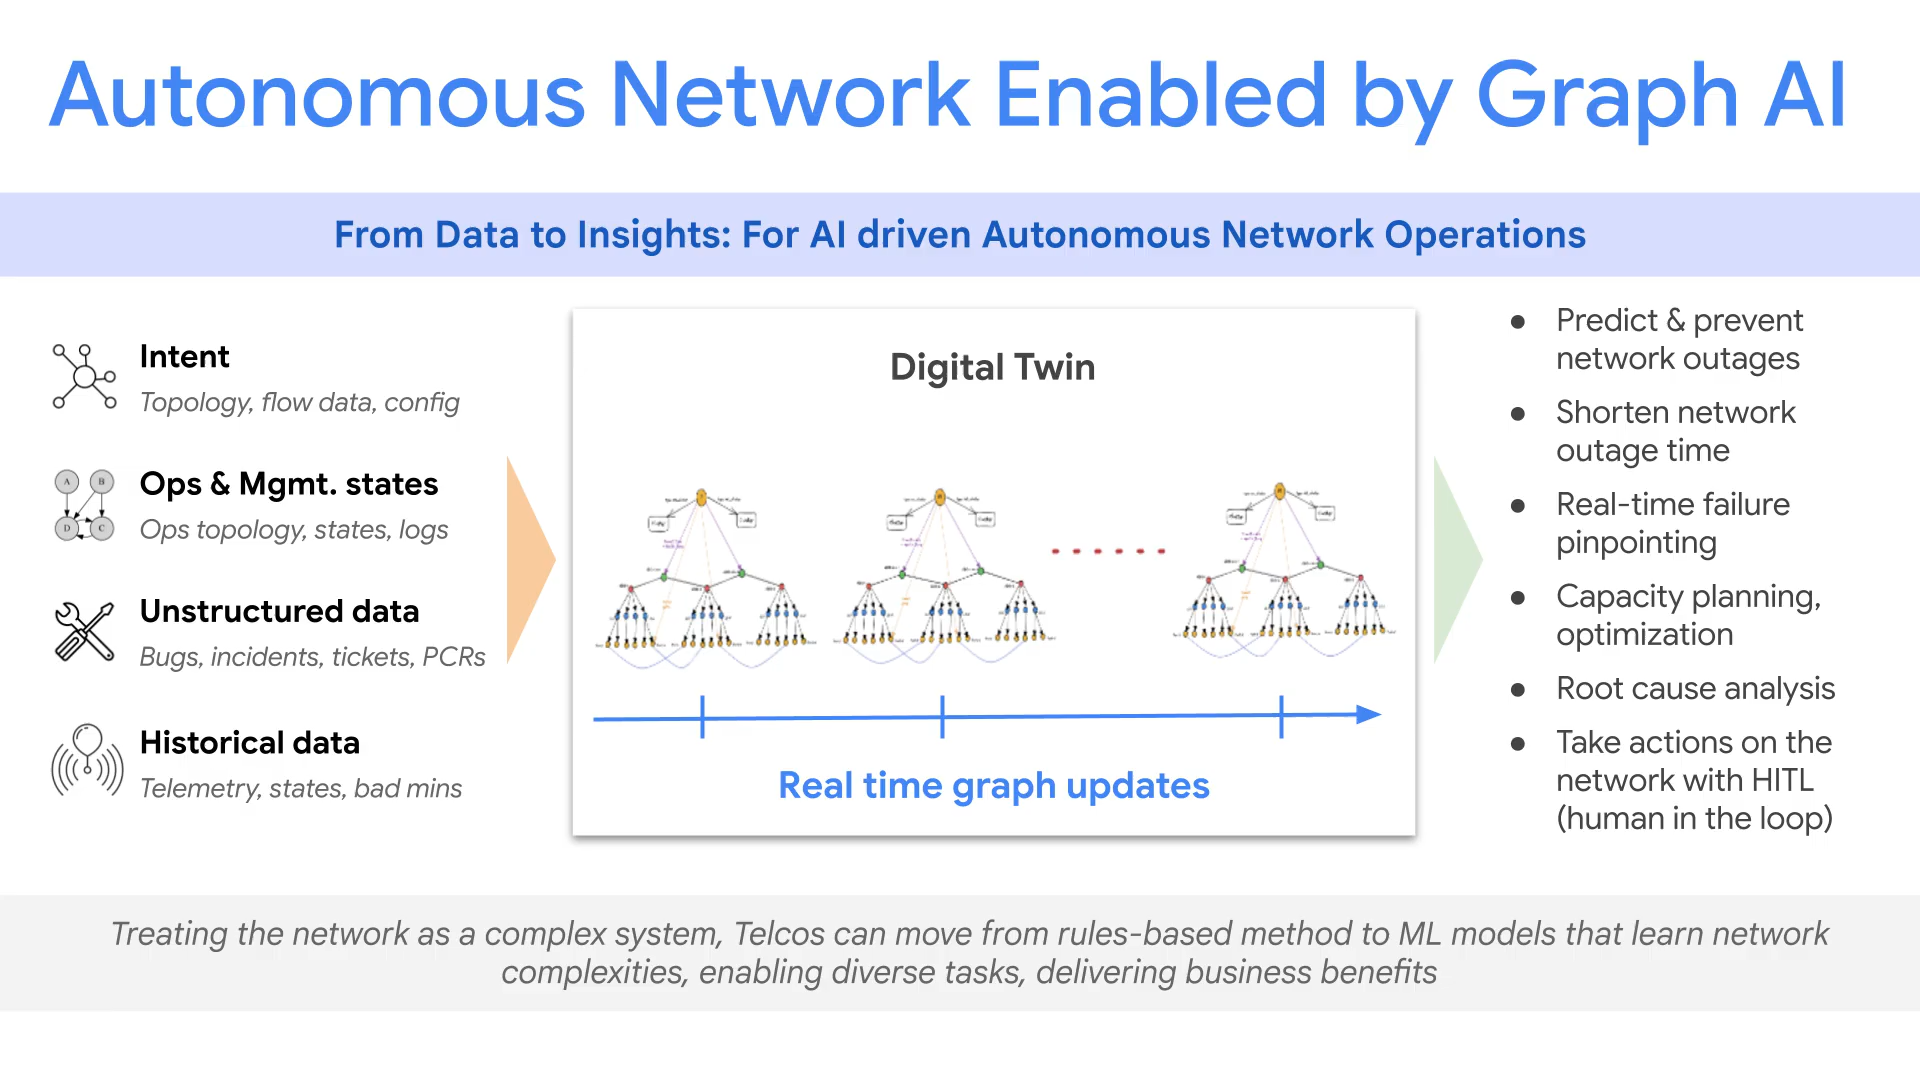 Autonomous Network Enabled by Graph AI
From Data to Insights: For AI driven Autonomous Network Operations
Intent
Topology, flow data, config
A B
D C
Ops & Mgmt. states
Ops topology, states, logs
Unstructured data
Bugs, incidents, tickets, PCRs
Historical data
Telemetry, states, bad mins
Digital Twin
Real time graph updates
● Predict & prevent
network outages
● Shorten network
outage time
● Real-time failure
pinpointing
● Capacity planning,
optimization
● Root cause analysis
● Take actions on the
network with HITL
(human in the loop)
Treating the network as a complex system, Telcos can move from rules-based method to ML models that learn network
complexities, enabling diverse tasks, delivering business benefits